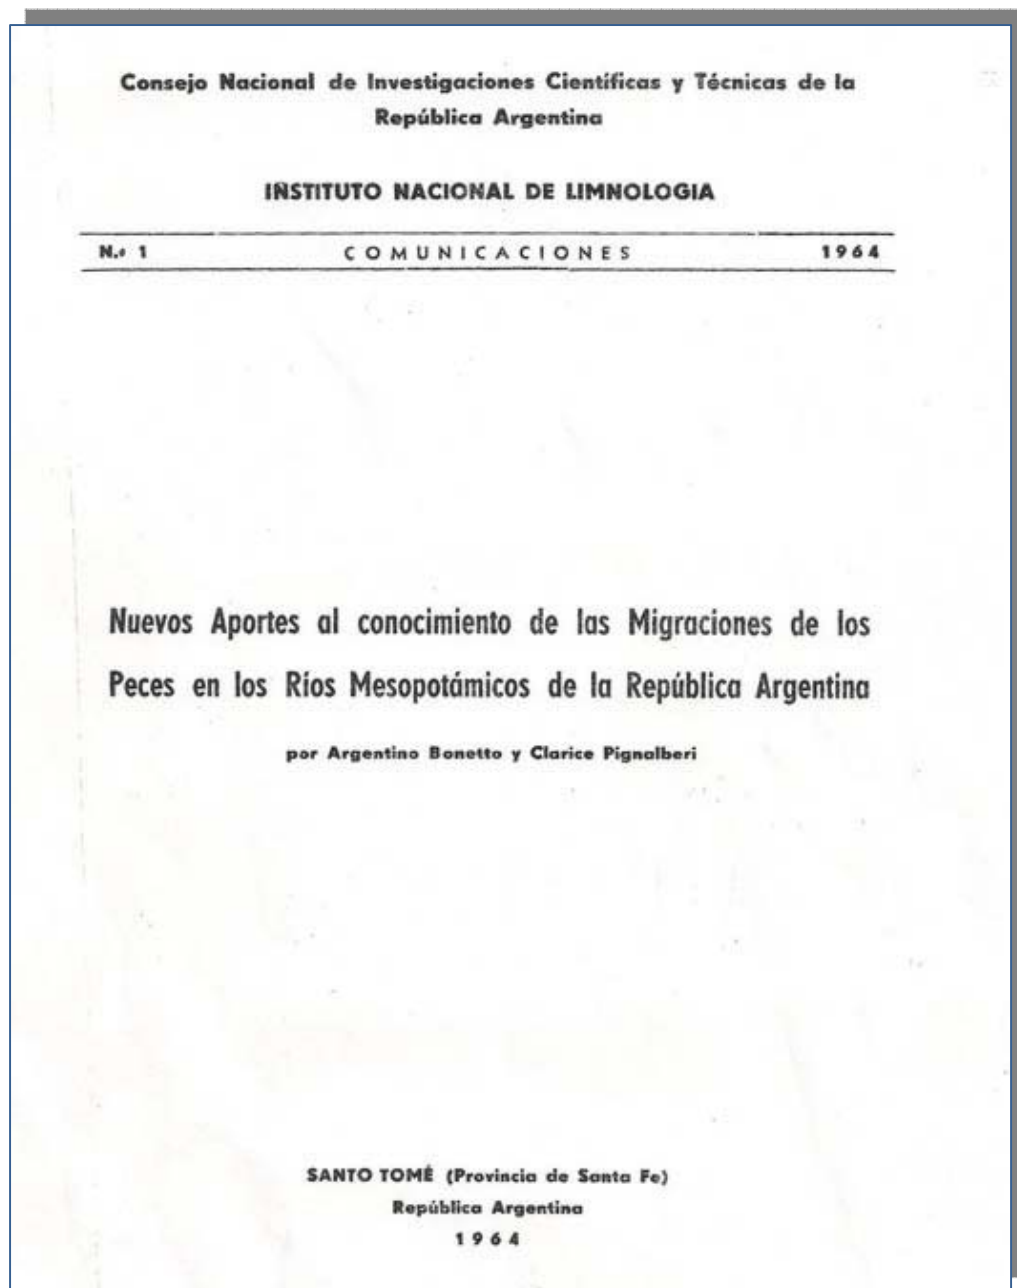 Consejo Nacional de Investigaciones Científicas y Técnicas de la
República Argentina
INSTITUTO NACIONAL DE LIMNOLOGIA
N.º 1 COMUNICACIONES 1964
Nuevos Aportes al conocimiento de las Migraciones de los
Peces en los Ríos Mesopotámicos de la República Argentina
por Argentino Bonetto y Clarice Pignalberi
SANTO TOMÉ (Provincia de Santa Fe)
República Argentina
1964